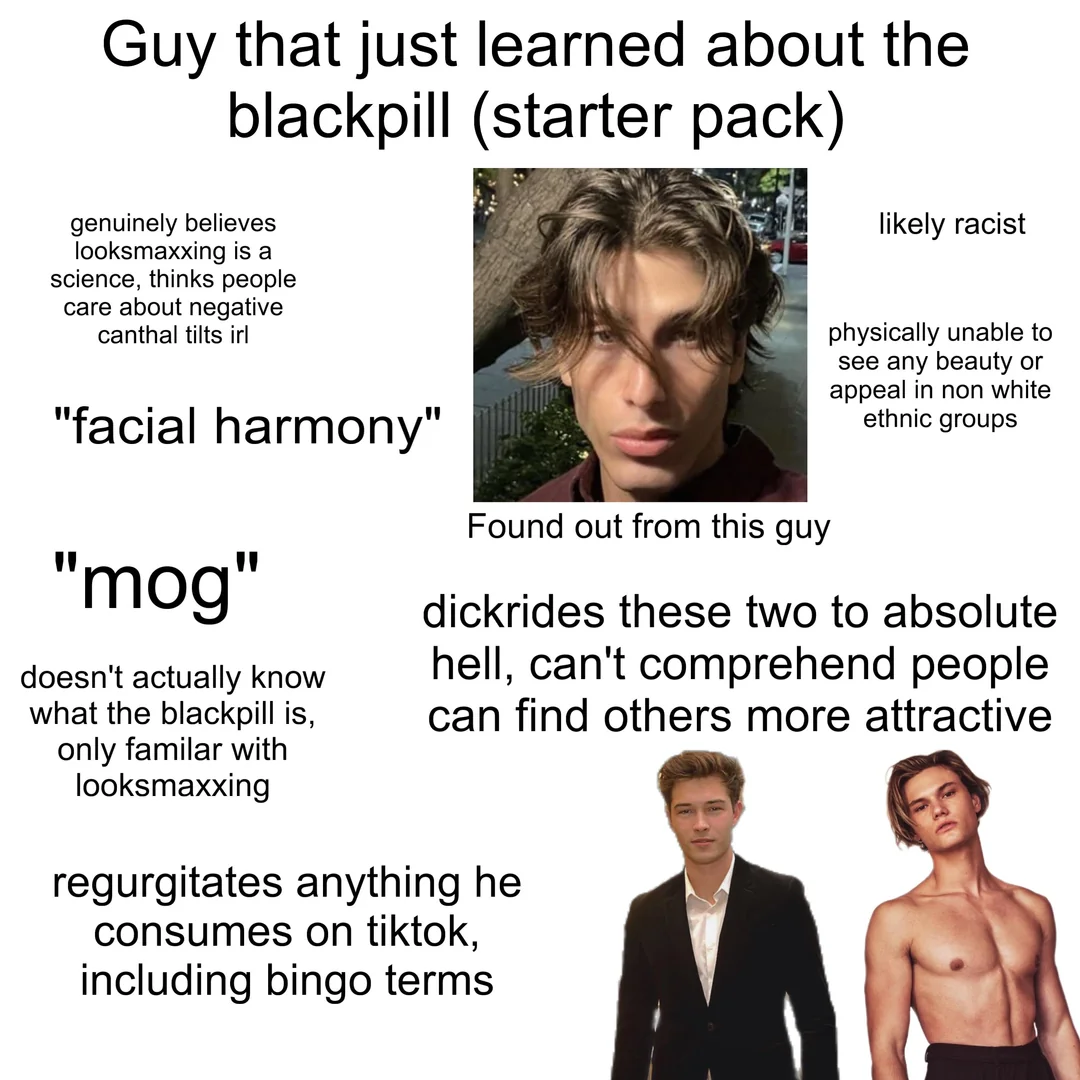 Guy that just learned about the
blackpill (starter pack)
genuinely believes
looksmaxxing is a
science, thinks people
care about negative
canthal tilts irl
likely racist
physically unable to
see any beauty or
appeal in non white
ethnic groups
"facial harmony"
Found out from this guy
"mog"
dickrides these two to absolute
hell, can't comprehend people
can find others more attractive
doesn't actually know
what the blackpill is,
only familar with
looksmaxxing
regurgitates anything he
consumes on tiktok,
including bingo terms